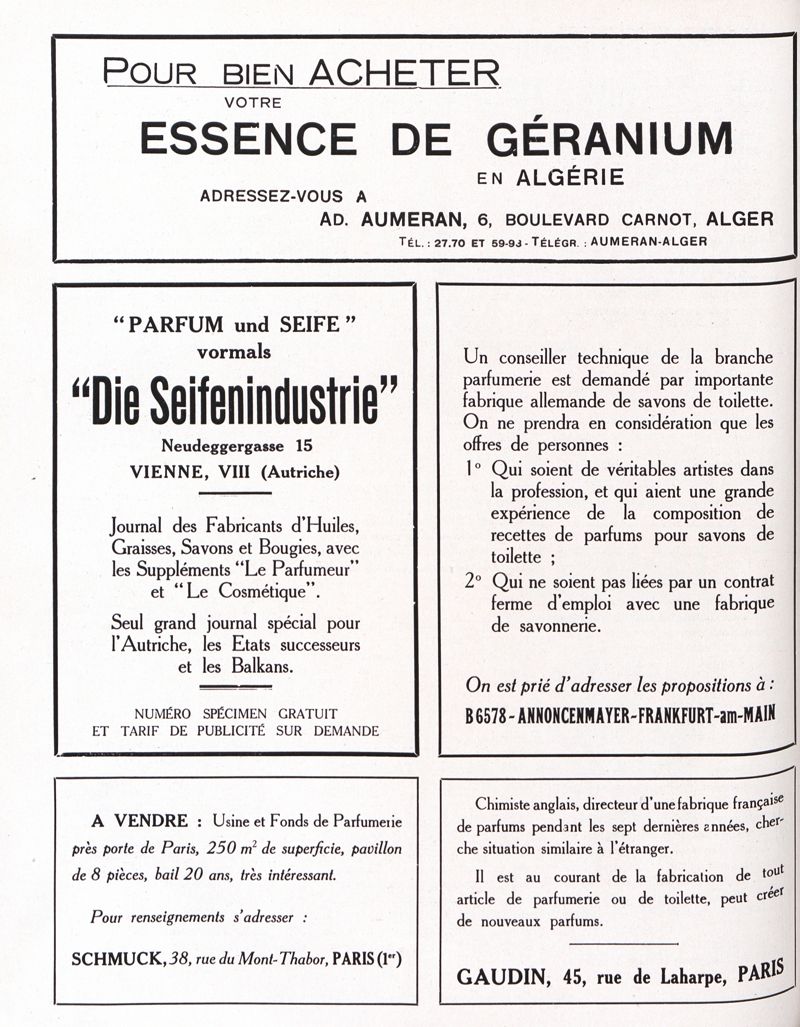 POUR BIEN ACHETER
VOTRE
ESSENCE DE GÉRANIUM
EN ALGÉRIE
ADRESSEZ-VOUS A
AD. AUMERAN, 6, BOULEVARD CARNOT, ALGER
TÉL. : 27.70 ET 59-93 - TÉLÉGR. : AUMERAN-ALGER
“PARFUM und SEIFE”
vormals
“Die Seifenindustrie”
Neudeggergasse 15
VIENNE, VIII (Autriche)
Journal des Fabricants d'Huiles,
Graisses, Savons et Bougies, avec
les Suppléments “Le Parfumeur”
et “Le Cosmétique”.
Seul grand journal spécial pour
l'Autriche, les Etats successeurs
et les Balkans.
NUMÉRO SPÉCIMEN GRATUIT
ET TARIF DE PUBLICITÉ SUR DEMANDE
Un conseiller technique de la branche
parfumerie est demandé par importante
fabrique allemande de savons de toilette.
On ne prendra en considération que les
offres de personnes :
1° Qui soient de véritables artistes dans
la profession, et qui aient une grande
expérience de la composition de
recettes de parfums pour savons de
toilette ;
2° Qui ne soient pas liées par un contrat
ferme d'emploi avec une fabrique
de savonnerie.
On est prié d'adresser les propositions à :
B6578-ANNONCENMAYER-FRANKFURT-am-MAIN
A VENDRE : Usine et Fonds de Parfumerie
près porte de Paris, 250 m² de superficie, pavillon
de 8 pièces, bail 20 ans, très intéressant.
Pour renseignements s'adresser :
SCHMUCK, 38, rue du Mont-Thabor, PARIS (1er)
Chimiste anglais, directeur d'une fabrique française
de parfums pendant les sept dernières années, cher-
che situation similaire à l'étranger.
Il est au courant de la fabrication de tout
article de parfumerie ou de toilette, peut créer
de nouveaux parfums.
GAUDIN, 45, rue de Laharpe, PARIS